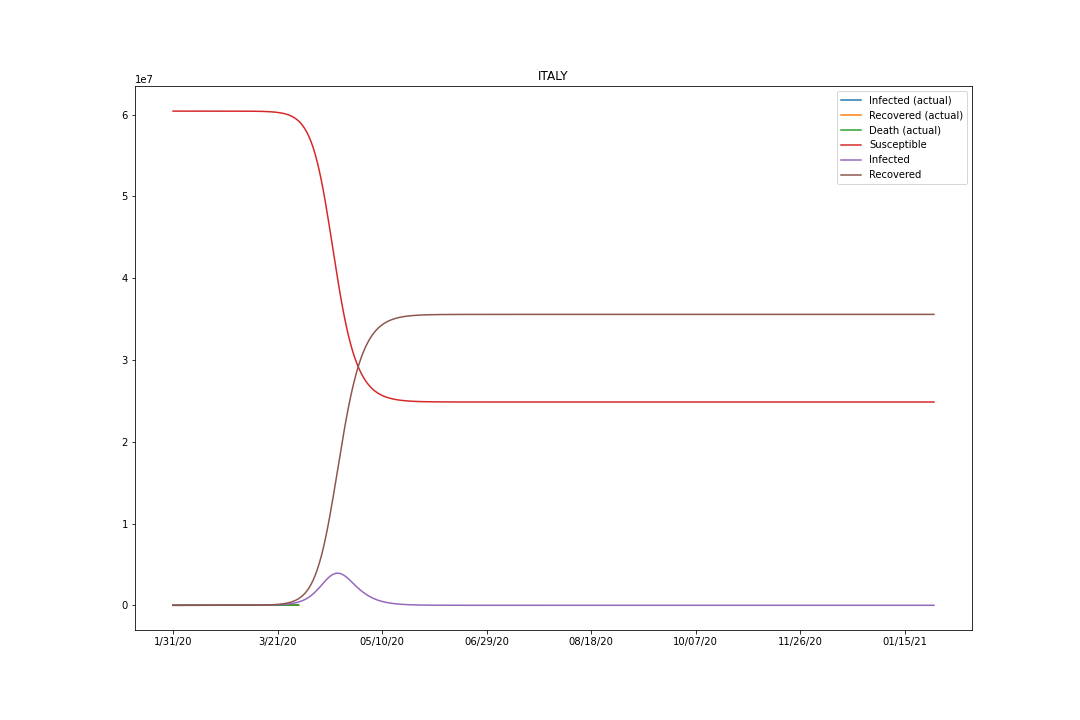 ITALY
1e7
6
5
4
3
2
1
0
Infected (actual)
Recovered (actual)
Death (actual)
Susceptible
Infected
Recovered
1/31/20 3/21/20 05/10/20 06/29/20 08/18/20 10/07/20 11/26/20 01/15/21